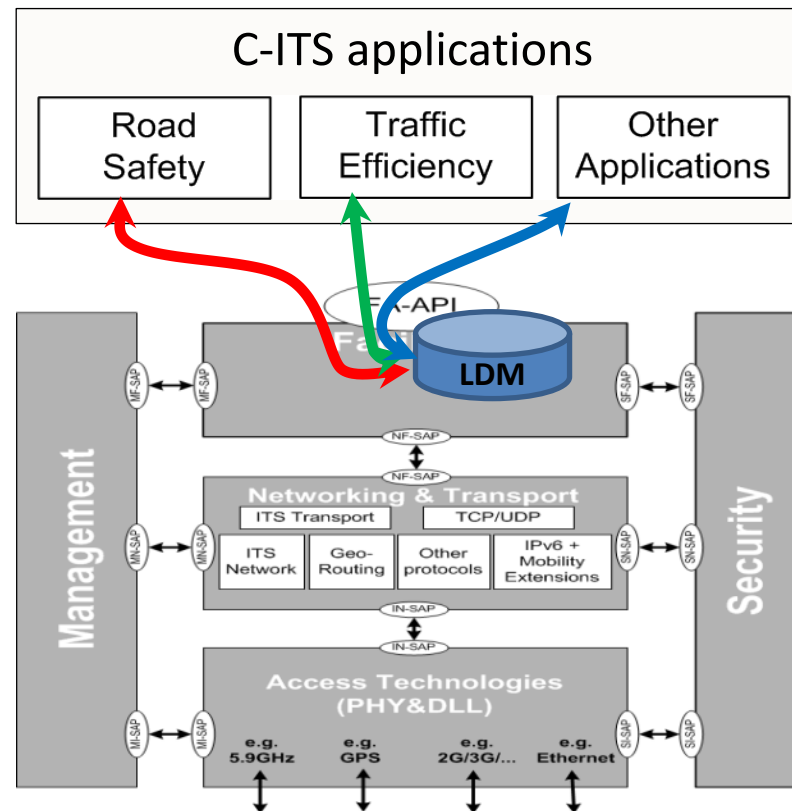 C-ITS applications
Road
Safety
Traffic
Efficiency
Other
Applications
FA-API
LDM
MF-SAP
MF-SAP
SF-SAP
SF-SAP
NF-SAP
NF-SAP
Management
Networking & Transport
ITS Transport
TCP/UDP
ITS
Network
Geo-
Routing
Other
protocols
IPv6 +
Mobility
Extensions
MN-SAP
MN-SAP
SN-SAP
SN-SAP
Security
IN-SAP
IN-SAP
Access Technologies
(PHY&DLL)
MI-SAP
MI-SAP
SI-SAP
SI-SAP
e.g.
5.9GHz
e.g.
GPS
e.g.
2G/3G/...
e.g.
Ethernet